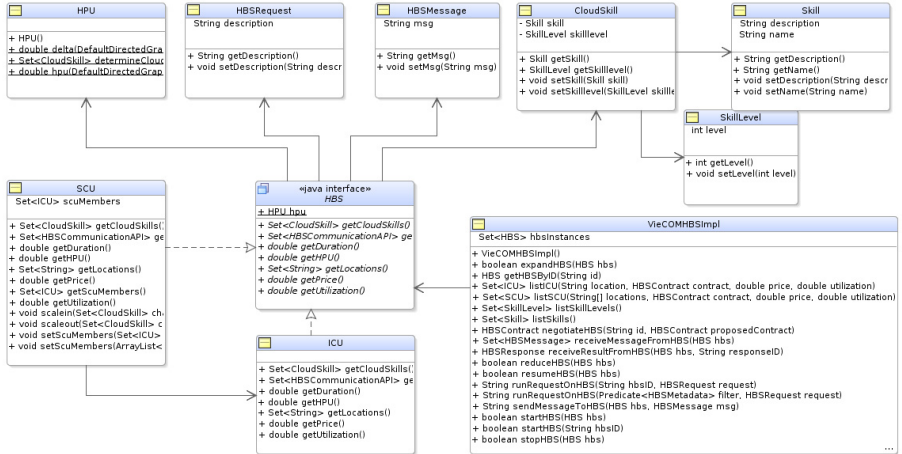 HPU
+ HPU()
+ double delta(DefaultDirectedGra
+ Set<CloudSkill> determineClou
+ double hpu(DefaultDirectedGrap
HBSRequest
String description
+ String getDescription()
+ void setDescription(String descr
HBSMessage
String msg
+ String getMsg()
+ void setMsg(String msg)
CloudSkill
- Skill skill
- SkillLevel skilllevel
+ Skill getSkill()
+ SkillLevel getSkilllevel()
+ void setSkill(Skill skill)
+ void setSkilllevel(SkillLevel skillle
Skill
String description
String name
+ String getDescription()
+ String getName()
+ void setDescription(String descr
+ void setName(String name)
SkillLevel
int level
+ int getLevel()
+ void setLevel(int level)
SCU
Set<ICU> scuMembers
+ Set<CloudSkill> getCloudSkills()
+ Set<HBSCommunicationAPI> ge
+ double getDuration()
+ double getHPU()
+ Set<String> getLocations()
+ double getPrice()
+ Set<ICU> getScuMembers()
+ double getUtilization()
+ void scalein(Set<CloudSkill> ch
+ void scaleout(Set<CloudSkill> c
+ void setScuMembers(Set<ICU>
+ void setScuMembers(ArrayList<
«java interface»
HBS
+ HPU hpu
+ Set<CloudSkill> getCloudSkills()
+ Set<HBSCommunicationAPI> ge
+ double getDuration()
+ double getHPU()
+ Set<String> getLocations()
+ double getPrice()
+ double getUtilization()
ICU
+ Set<CloudSkill> getCloudSkills()
+ Set<HBSCommunicationAPI> ge
+ double getDuration()
+ double getHPU()
+ Set<String> getLocations()
+ double getPrice()
+ double getUtilization()
VieCOMHBSImpl
Set<HBS> hbsInstances
+ VieCOMHBSImpl()
+ boolean expandHBS(HBS hbs)
+ HBS getHBSByID(String id)
+ Set<ICU> listICU(String location, HBSContract contract, double price, double utilization)
+ Set<SCU> listSCU(String[] locations, HBSContract contract, double price, double utilization)
+ Set<SkillLevel> listSkillLevels()
+ Set<Skill> listSkills()
+ HBSContract negotiateHBS(String id, HBSContract proposedContract)
+ Set<HBSMessage> receiveMessageFromHBS(HBS hbs)
+ HBSResponse receiveResultFromHBS(HBS hbs, String responseID)
+ boolean reduceHBS(HBS hbs)
+ boolean resumeHBS(HBS hbs)
+ String runRequestOnHBS(String hbsID, HBSRequest request)
+ String runRequestOnHBS(Predicate<HBSMetadata> filter, HBSRequest request)
+ String sendMessageToHBS(HBS hbs, HBSMessage msg)
+ boolean startHBS(HBS hbs)
+ boolean startHBS(String hbsID)
+ boolean stopHBS(HBS hbs)
...